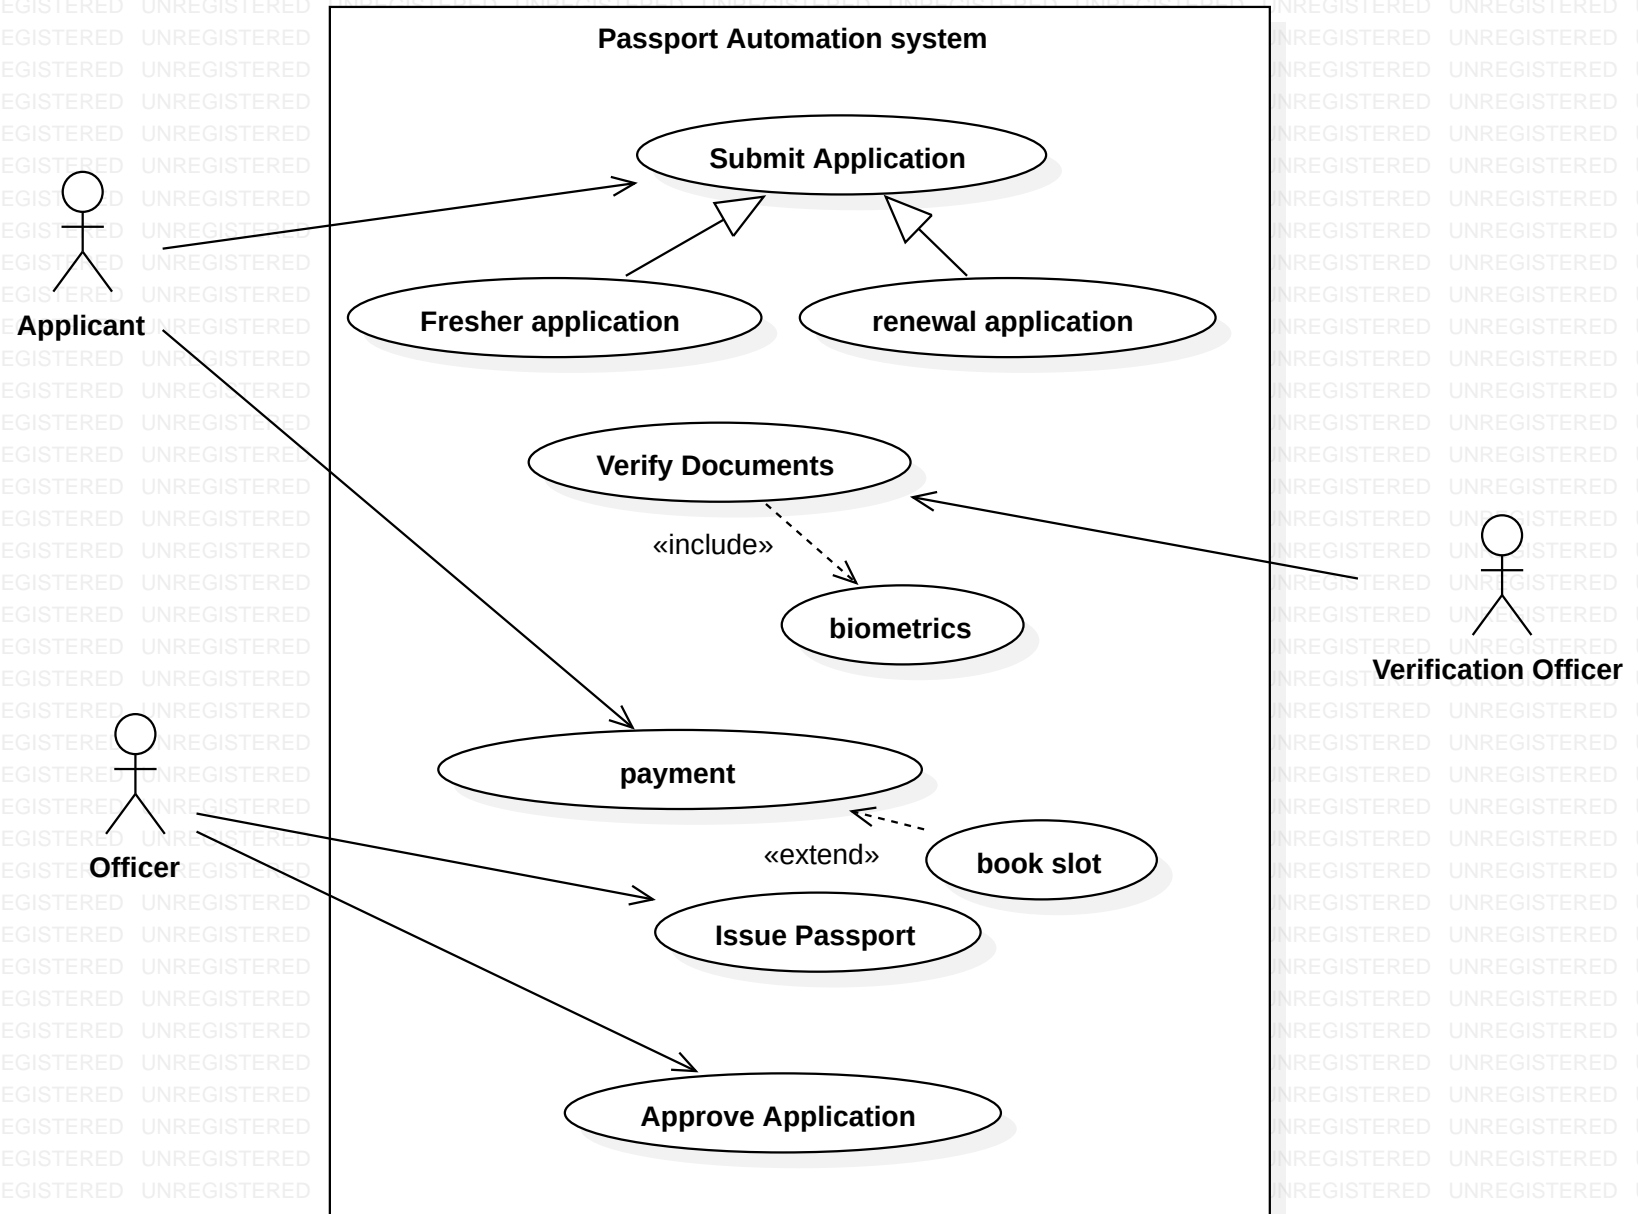 Passport Automation system
Submit Application
Applicant
Fresher application
renewal application
Verify Documents
«include»
biometrics
Verification Officer
payment
Officer
«extend»
book slot
Issue Passport
Approve Application
UNREGISTERED